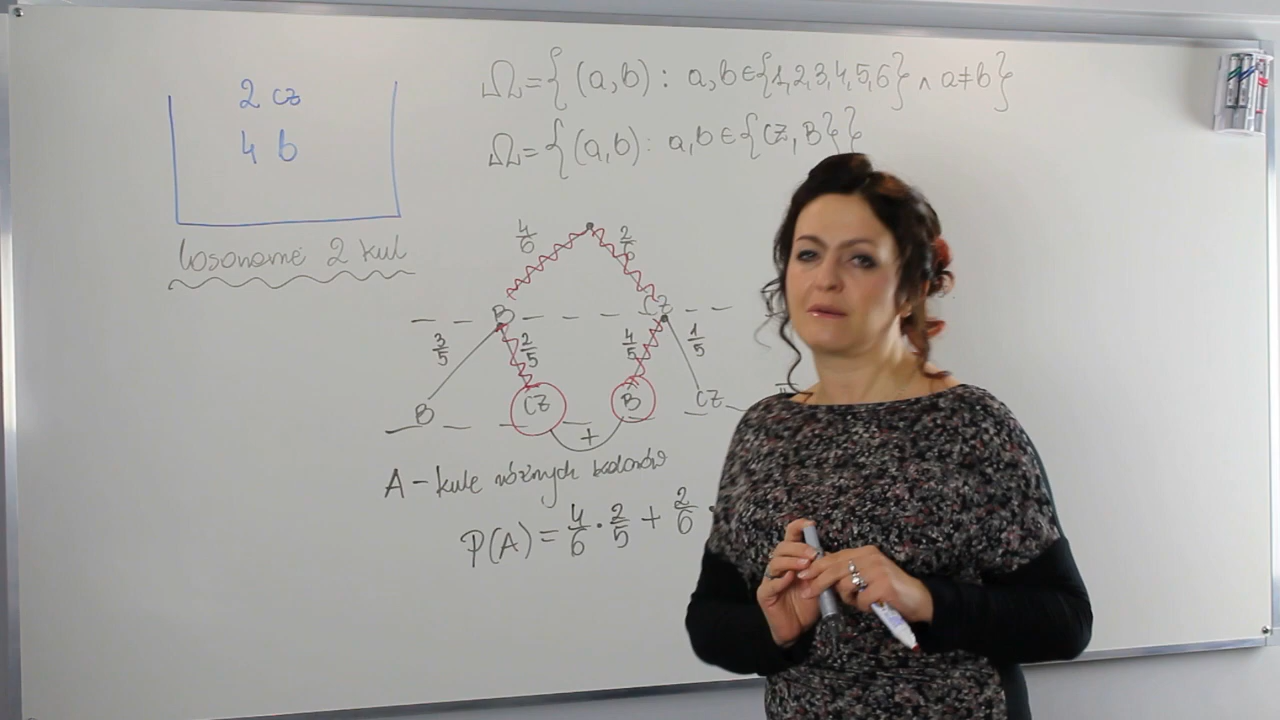 2 cz
4 b
losujemy 2 kul
Ω={(a,b): a,b∈{1,2,3,4,5,6} ∧ a≠b}
Ω={(a,b): a,b∈{CZ,B}}
4/6 2/6
B CZ
3/5 2/5 4/5 1/5
B CZ B CZ
+
A - kule różnych kolorów
P(A) = 4/6 · 2/5 + 2/6 ·